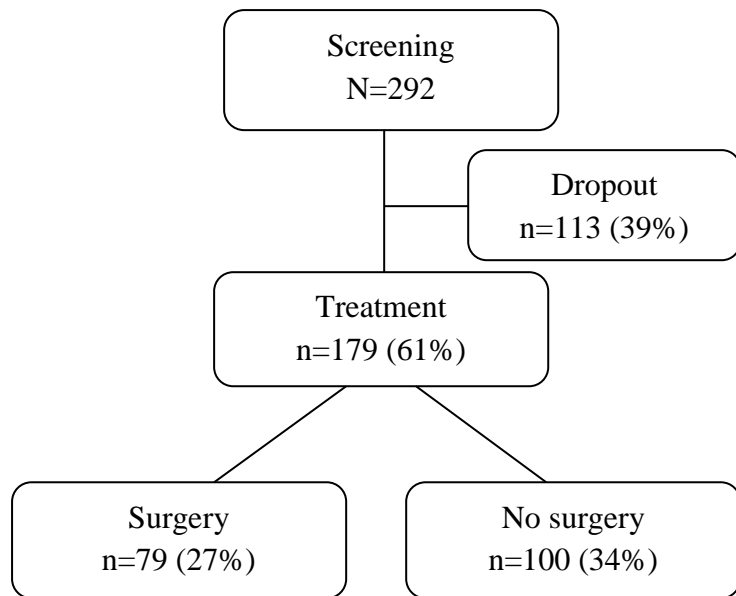 Screening
N=292
Dropout
n=113 (39%)
Treatment
n=179 (61%)
Surgery
n=79 (27%)
No surgery
n=100 (34%)